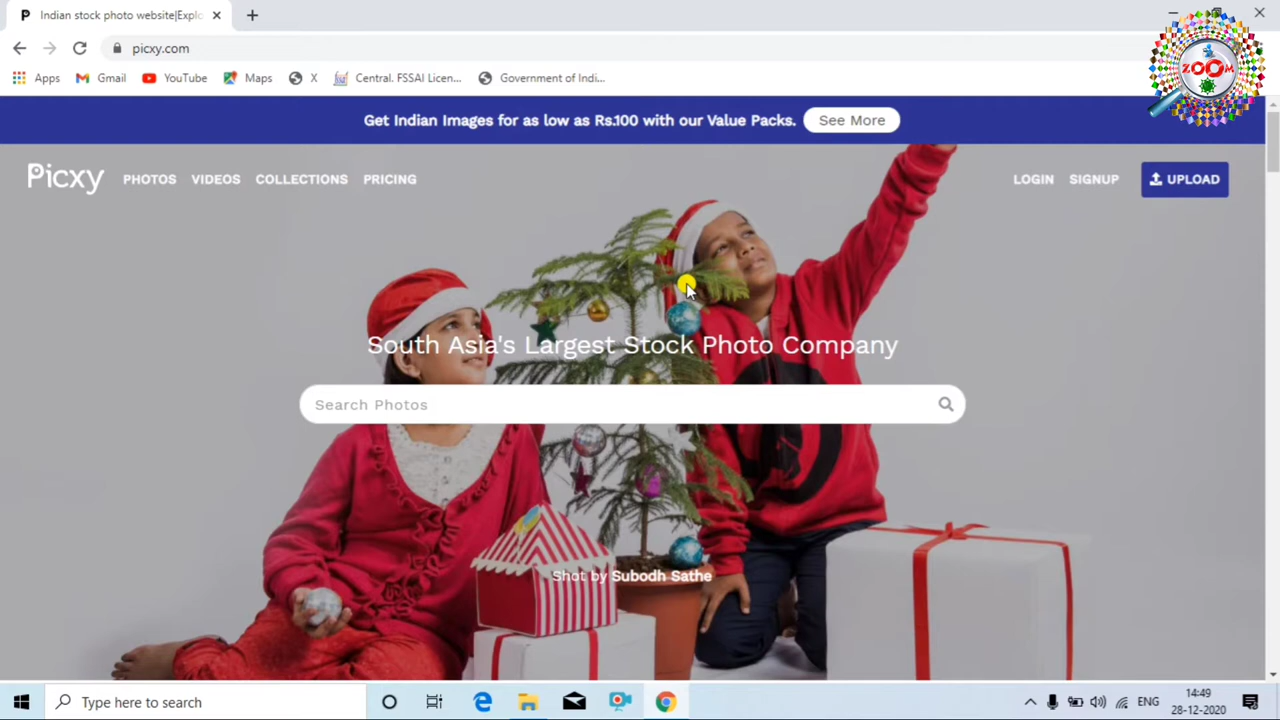 Indian stock photo website|Explo
picxy.com
Apps
Gmail
YouTube
Maps
X
Central. FSSAI Licen...
Government of Indi...
ZOOM
Get Indian Images for as low as Rs.100 with our Value Packs.
See More
Picxy
PHOTOS
VIDEOS
COLLECTIONS
PRICING
LOGIN
SIGNUP
UPLOAD
South Asia's Largest Stock Photo Company
Search Photos
Shot by Subodh Sathe
Type here to search
ENG
14:49
28-12-2020